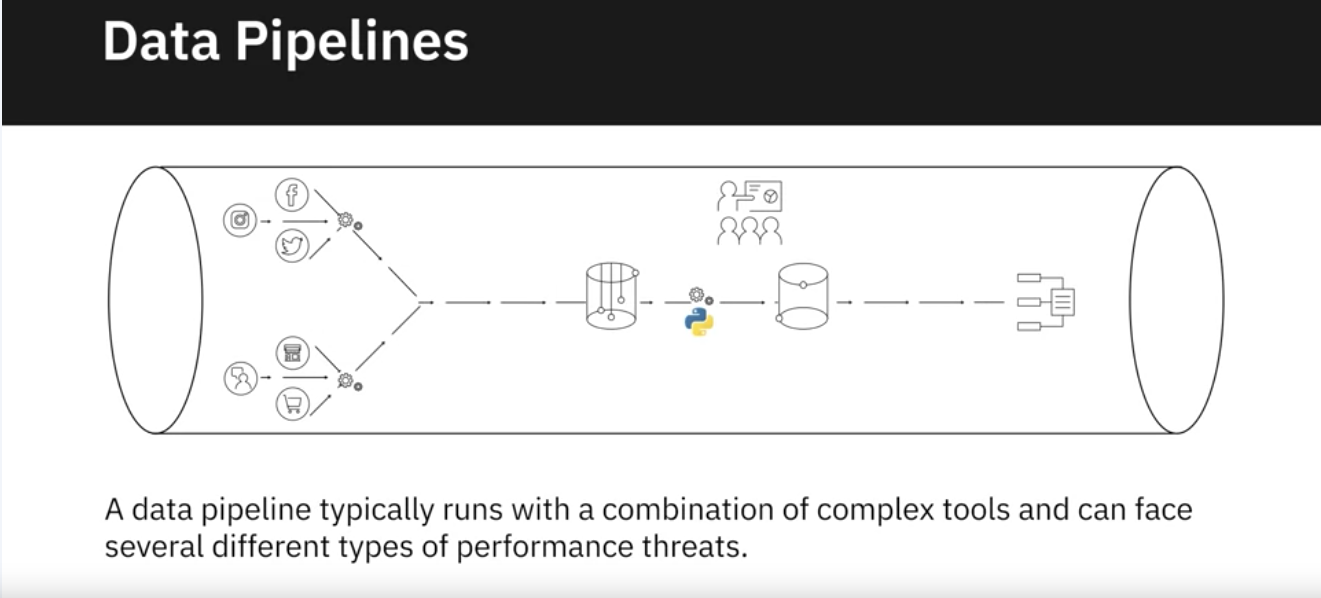 Data Pipelines
A data pipeline typically runs with a combination of complex tools and can face
several different types of performance threats.